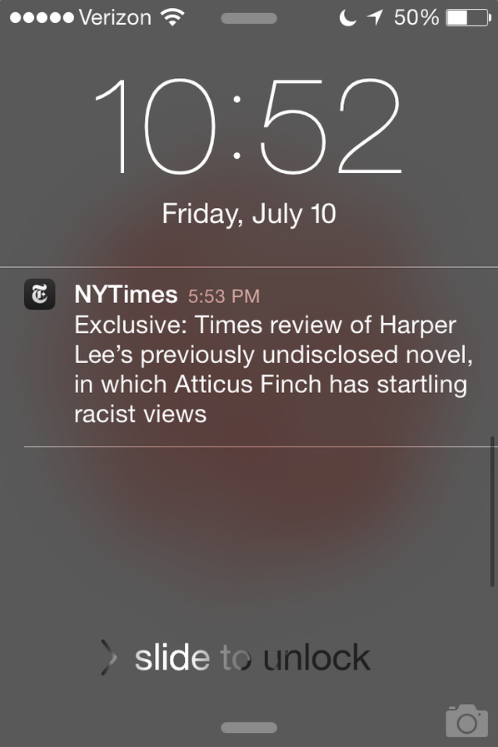 Verizon 50%
10:52
Friday, July 10
NYTimes 5:53 PM
Exclusive: Times review of Harper
Lee’s previously undisclosed novel,
in which Atticus Finch has startling
racist views
slide to unlock